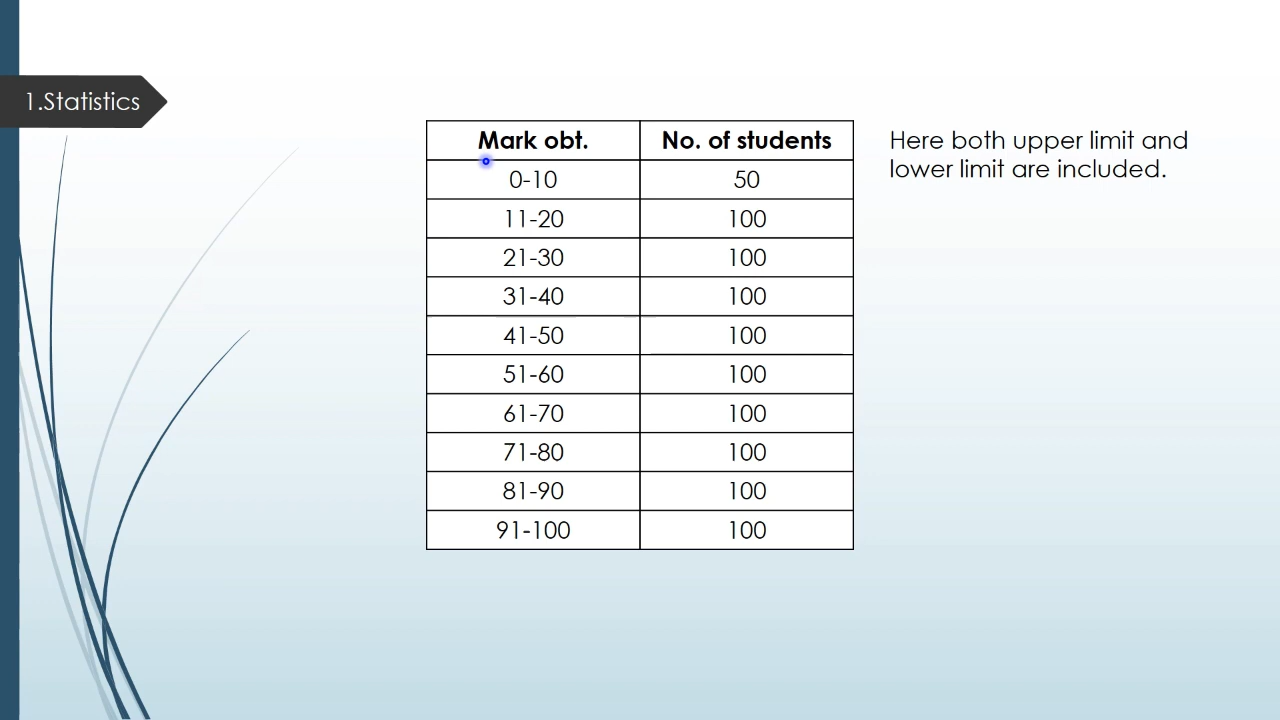 1.Statistics
Mark obt. No. of students
0-10 50
11-20 100
21-30 100
31-40 100
41-50 100
51-60 100
61-70 100
71-80 100
81-90 100
91-100 100
Here both upper limit and
lower limit are included.